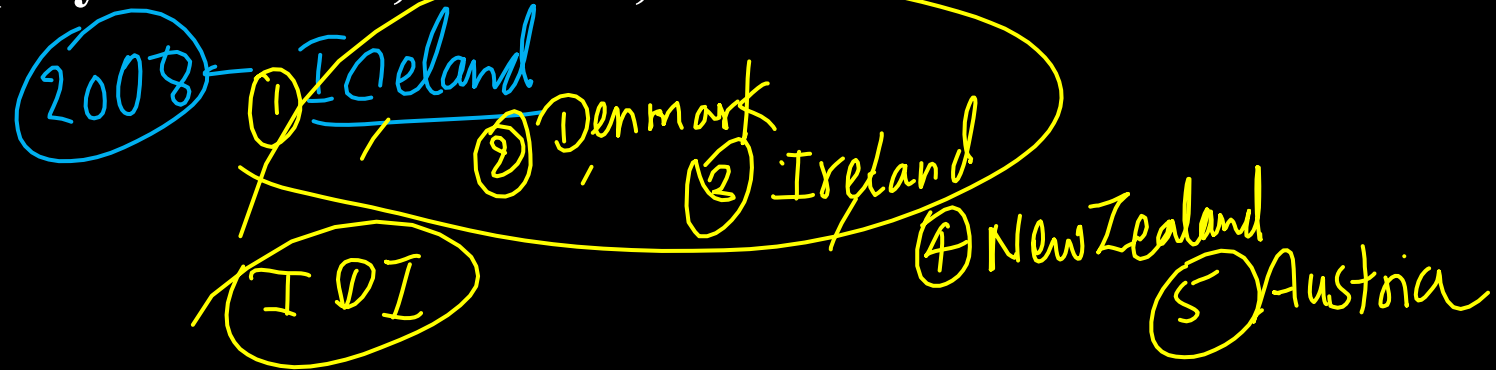 2008 - ① Iceland
② Denmark
③ Ireland
④ New Zealand
IDI
⑤ Austria